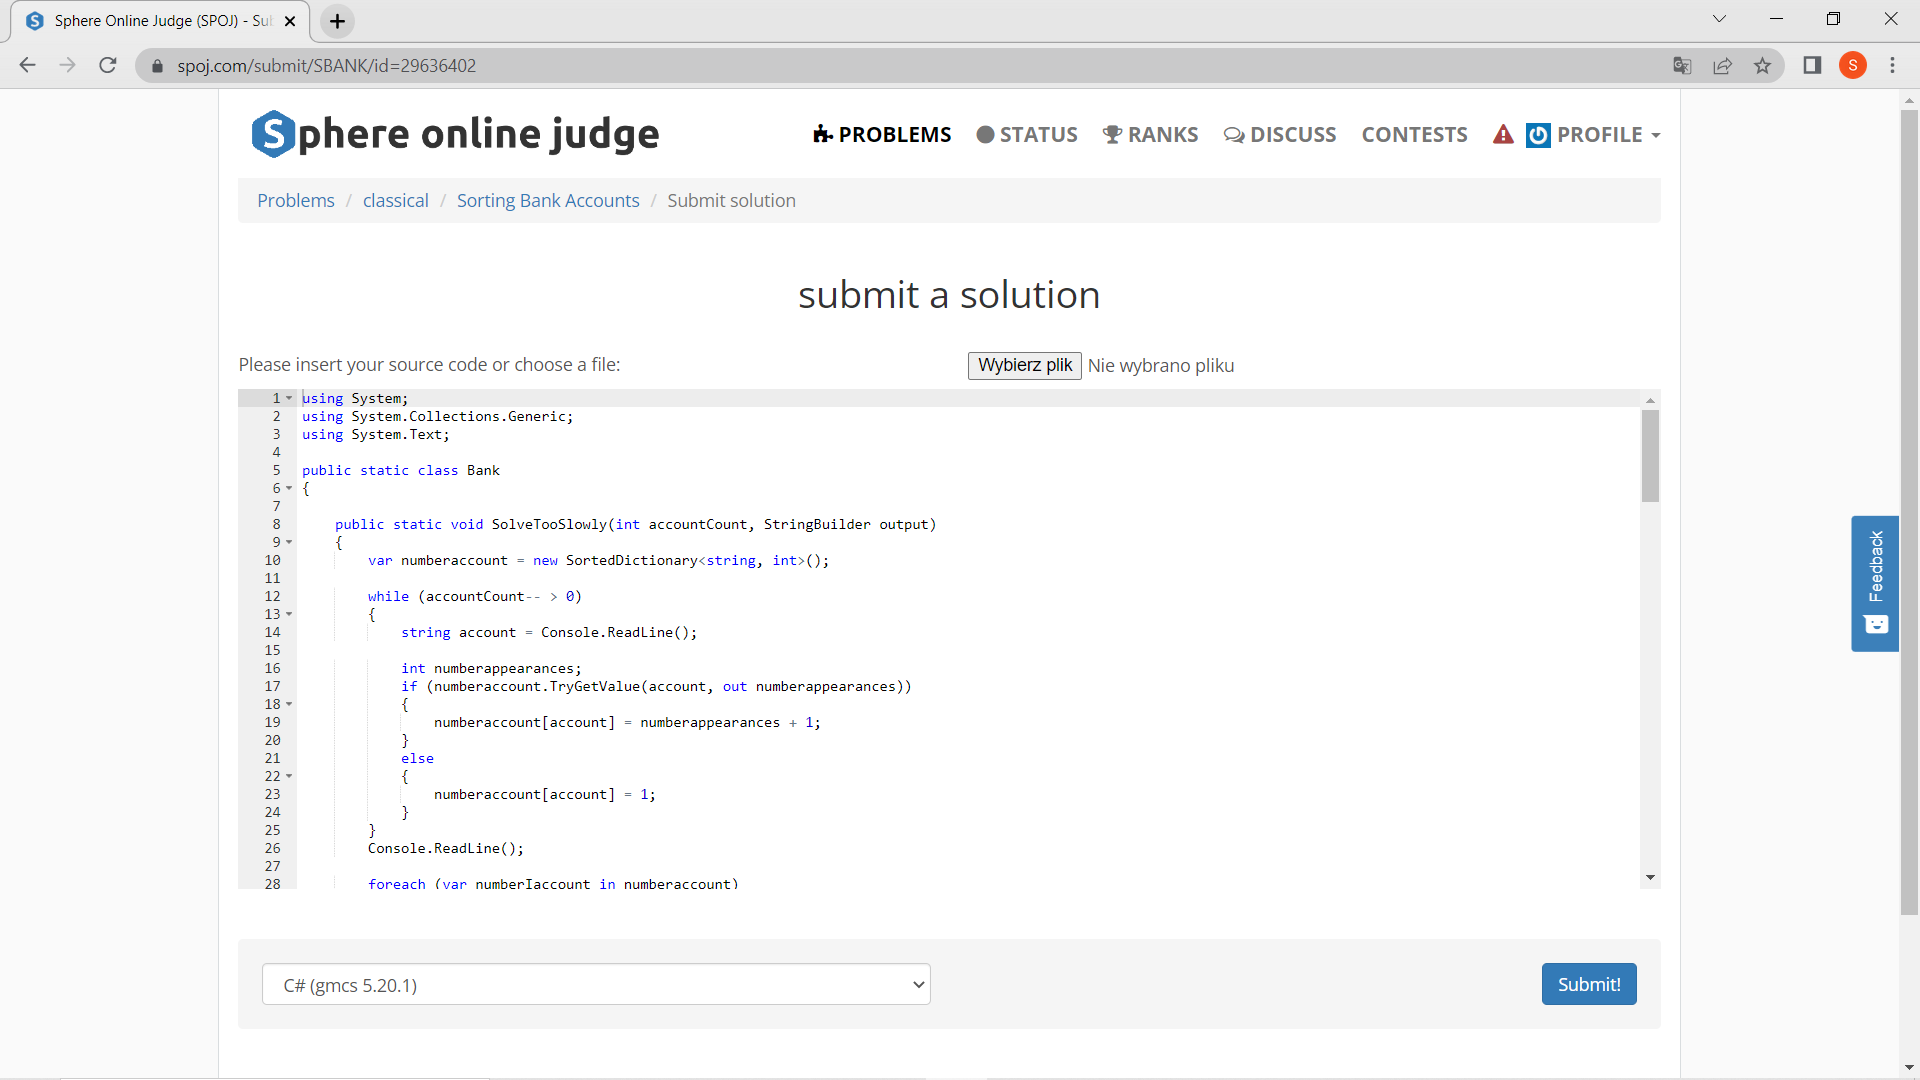 Sphere Online Judge (SPOJ) - Sub
spoj.com/submit/SBANK/id=29636402
S
Sphere online judge
PROBLEMS STATUS RANKS DISCUSS CONTESTS PROFILE
Problems / classical / Sorting Bank Accounts / Submit solution
submit a solution
Please insert your source code or choose a file: Wybierz plik Nie wybrano pliku
1 using System;
2 using System.Collections.Generic;
3 using System.Text;
4
5 public static class Bank
6 {
7
8 public static void SolveTooSlowly(int accountCount, StringBuilder output)
9 {
10 var numberaccount = new SortedDictionary<string, int>();
11
12 while (accountCount-- > 0)
13 {
14 string account = Console.ReadLine();
15
16 int numberappearances;
17 if (numberaccount.TryGetValue(account, out numberappearances))
18 {
19 numberaccount[account] = numberappearances + 1;
20 }
21 else
22 {
23 numberaccount[account] = 1;
24 }
25 }
26 Console.ReadLine();
27
28 foreach (var numberIaccount in numberaccount)
Feedback
C# (gmcs 5.20.1)
Submit!